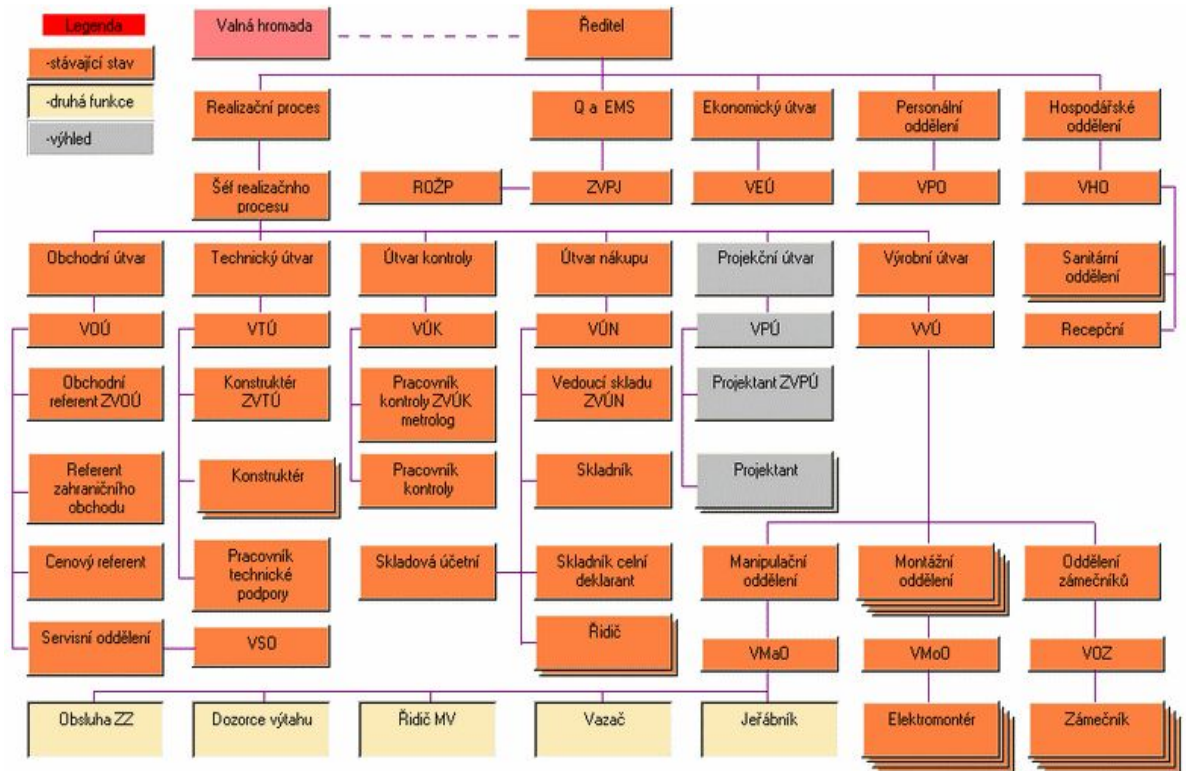 Legenda
Valná hromada
Ředitel
-stávající stav
-druhá funkce
-výhled
Realizační proces
Q a EMS
Ekonomický útvar
Personální
oddělení
Hospodářské
oddělení
Šéf realizačnho
procesu
ROŽP
ZVPJ
VEÚ
VPO
VHO
Obchodní útvar
Technický útvar
Útvar kontroly
Útvar nákupu
Projekční útvar
Výrobní útvar
Sanitární
oddělení
VOÚ
VTÚ
VÚK
VÚN
VPÚ
VVÚ
Recepční
Obchodní
referent ZVOÚ
Konstruktér
ZVTÚ
Pracovník
kontroly ZVÚK
metrolog
Vedoucí skladu
ZVÚN
Projektant ZVPÚ
Referent
zahraničního
obchodu
Konstruktér
Pracovník
kontroly
Skladník
Projektant
Cenový referent
Pracovník
technické
podpory
Skladová účetní
Skladník celní
deklarant
Manipulační
oddělení
Montážní
oddělení
Oddělení
zámečníků
Servisní oddělení
VSO
Řidič
VMaO
VMoO
VOZ
Obsluha ZZ
Dozorce výtahu
Řidič MV
Vazač
Jeřábník
Elektromontér
Zámečník